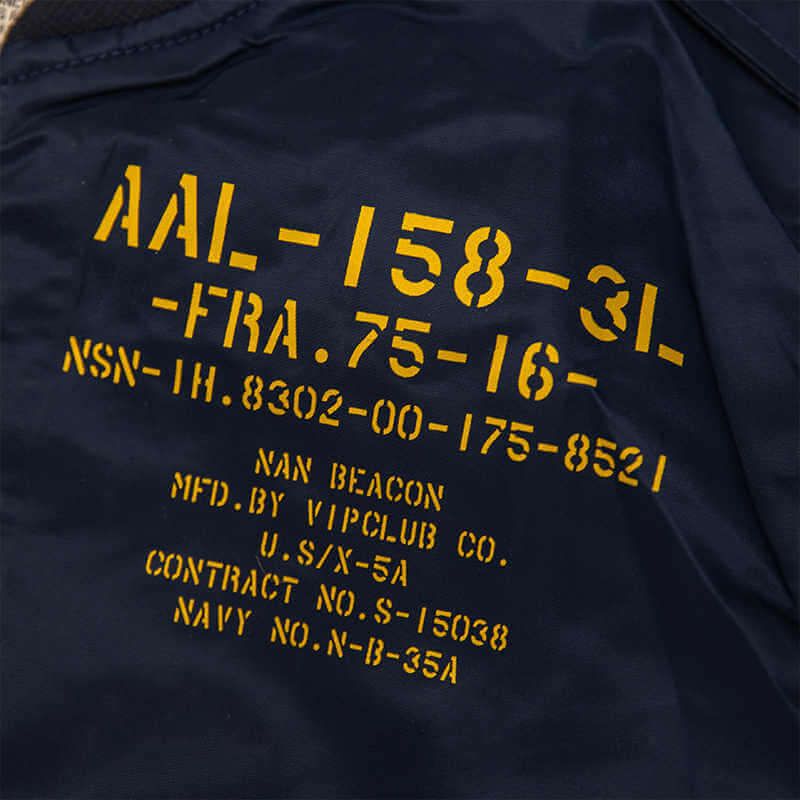 AAL-158-3L
-FRA.75-16-
NSN-1H.8302-00-175-8521
NAN BEACON
MFD.BY VIPCLUB CO.
U.S/X-5A
CONTRACT NO.S-15038
NAVY NO.N-B-35A